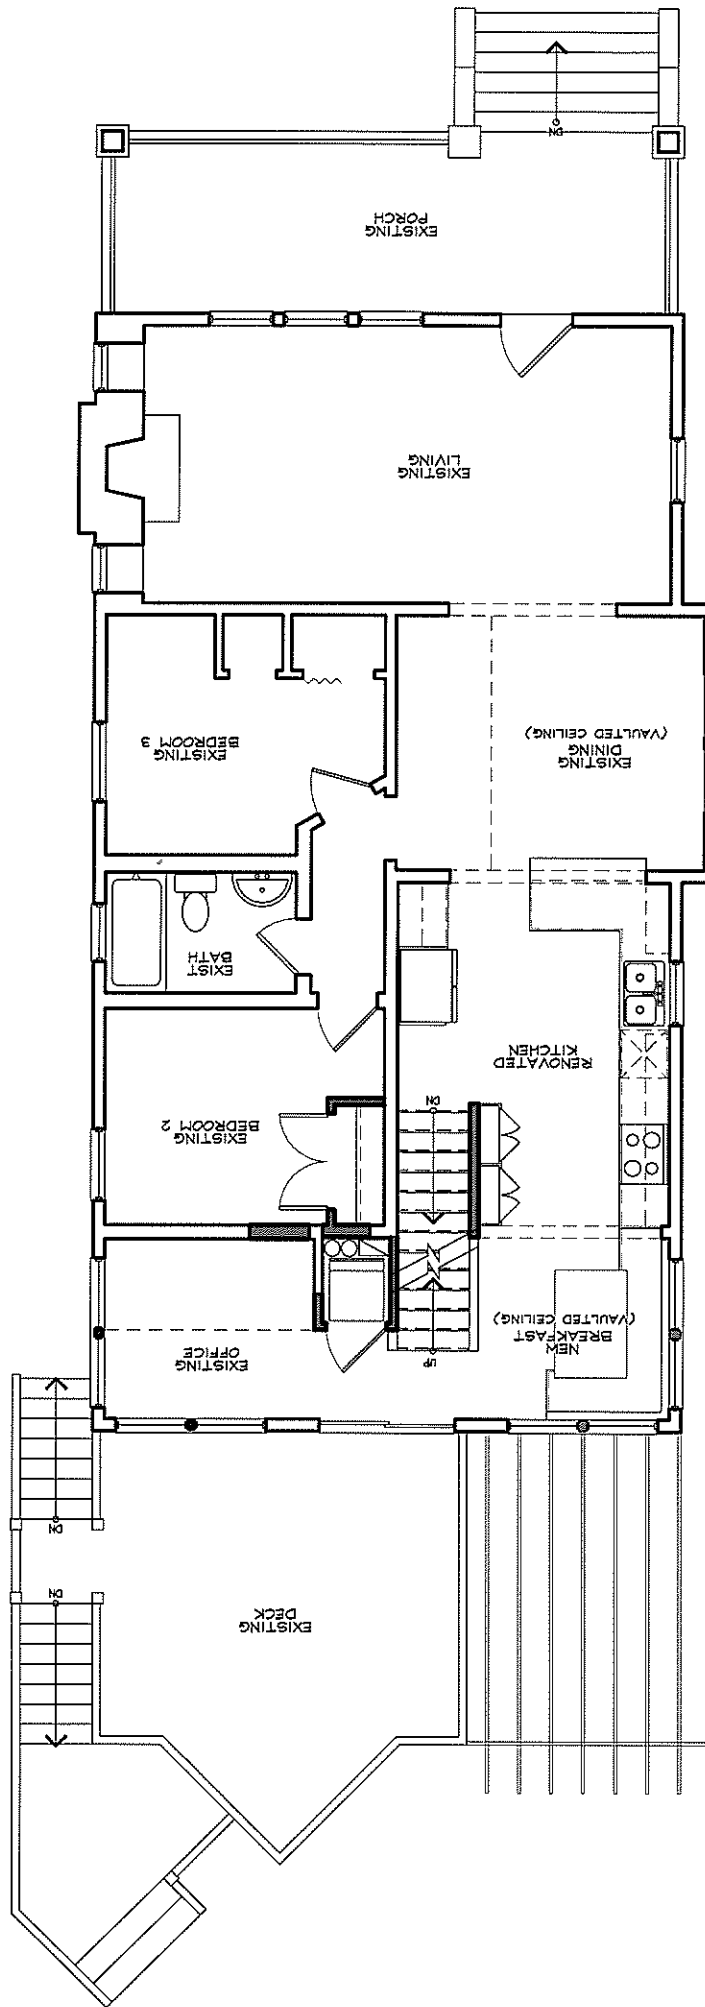 DN
EXISTING
PORCH
EXISTING
LIVING
EXISTING
DINING
(VAULTED CEILING)
EXISTING
BEDROOM 3
EXIST
BATH
RENOVATED
KITCHEN
DN
EXISTING
BEDROOM 2
NEW
BREAKFAST
(VAULTED CEILING)
UP
EXISTING
OFFICE
DN
DN
EXISTING
DECK